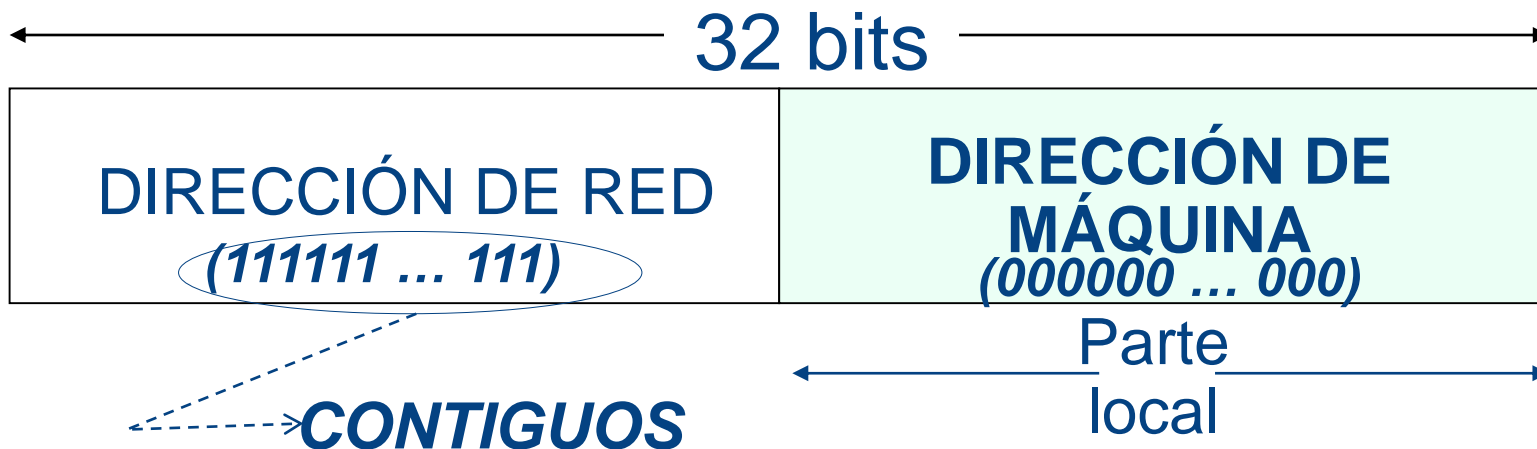 32 bits
DIRECCIÓN DE RED
(111111 ... 111)
DIRECCIÓN DE
MÁQUINA
(000000 ... 000)
Parte
local
CONTIGUOS